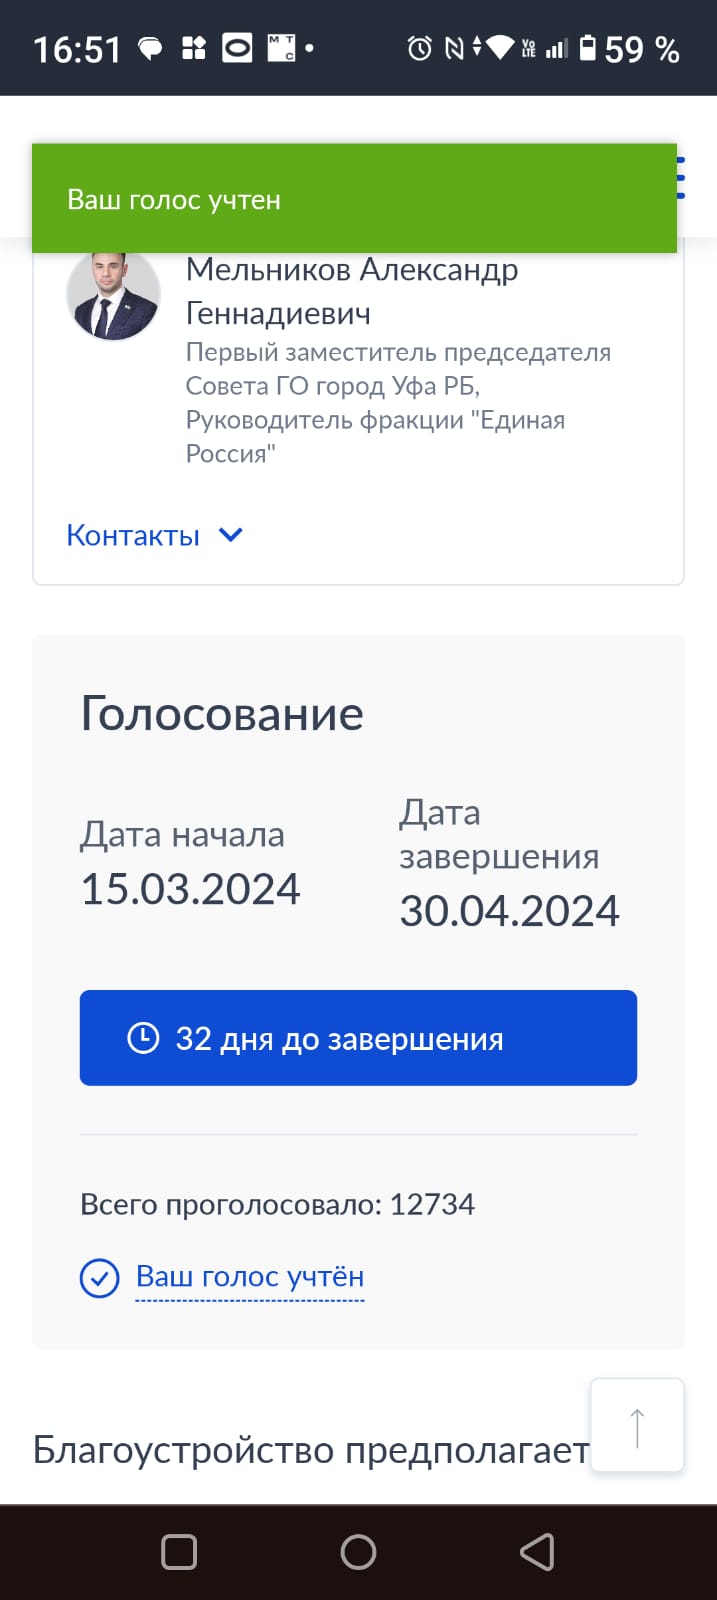 16:51
М Т С
Vo LTE
59 %
Ваш голос учтен
Мельников Александр
Геннадиевич
Первый заместитель председателя
Совета ГО город Уфа РБ,
Руководитель фракции "Единая
Россия"
Контакты
Голосование
Дата начала
15.03.2024
Дата
завершения
30.04.2024
32 дня до завершения
Всего проголосовало: 12734
Ваш голос учтён
Благоустройство предполагает